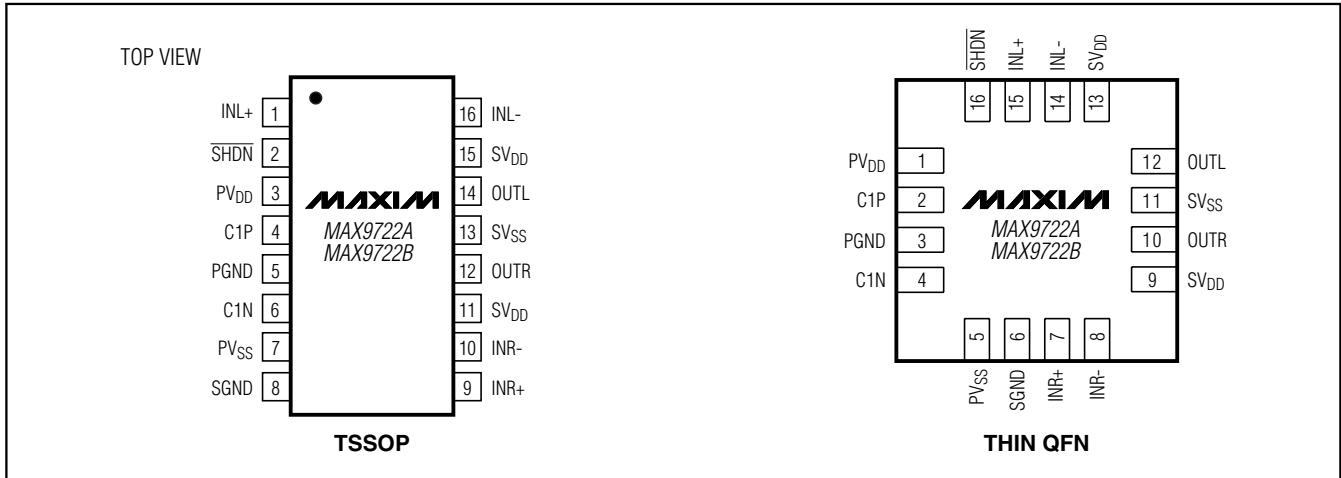 TOP VIEW
INL+ 1
SHDN 2
PVDD 3
C1P 4
PGND 5
C1N 6
PVSS 7
SGND 8
16 INL-
15 SVDD
14 OUTL
13 SVSS
12 OUTR
11 SVDD
10 INR-
9 INR+
MAXIM
MAX9722A
MAX9722B
TSSOP
SHDN INL+ INL- SVDD
16 15 14 13
PVDD 1
C1P 2
PGND 3
C1N 4
12 OUTL
11 SVSS
10 OUTR
9 SVDD
MAXIM
MAX9722A
MAX9722B
5 6 7 8
PVSS SGND INR+ INR-
THIN QFN